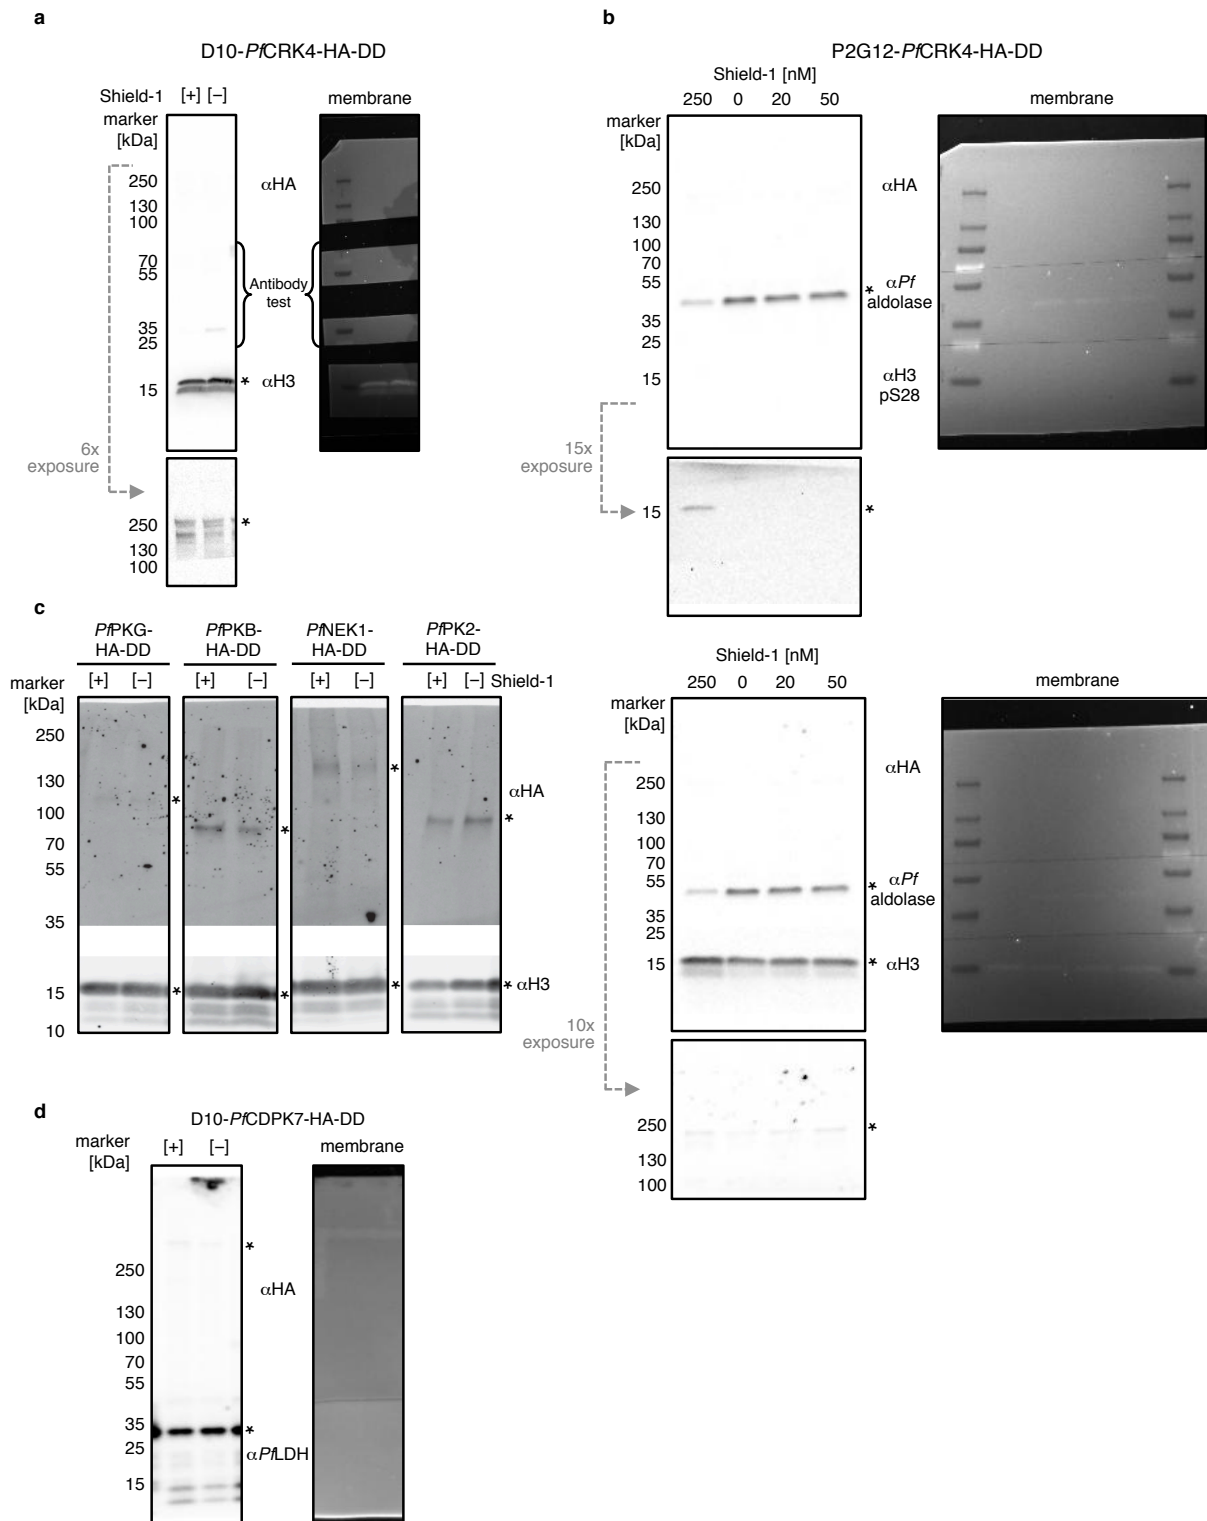 a
D10-PfCRK4-HA-DD
Shield-1 [+] [–]
membrane
marker
[kDa]
250
130
100
70
55
35
25
15
αHA
Antibody
test
* αH3
6x
exposure
250
130
100
*
b
P2G12-PfCRK4-HA-DD
Shield-1 [nM]
250 0 20 50
membrane
marker
[kDa]
250
130
100
70
55
35
25
15
αHA
* αPf
aldolase
αH3
pS28
15x
exposure
15
*
Shield-1 [nM]
250 0 20 50
membrane
marker
[kDa]
250
130
100
70
55
35
25
15
αHA
* αPf
aldolase
* αH3
10x
exposure
250
130
100
*
c
PfPKG-
HA-DD
PfPKB-
HA-DD
PfNEK1-
HA-DD
PfPK2-
HA-DD
[+] [–] [+] [–] [+] [–] [+] [–] Shield-1
marker
[kDa]
250
130
100
70
55
35
15
10
* * * *
αHA
* * * * αH3
d
D10-PfCDPK7-HA-DD
marker
[kDa]
[+] [–]
membrane
*
250
130
100
70
55
35
25
15
αHA
*
αPfLDH